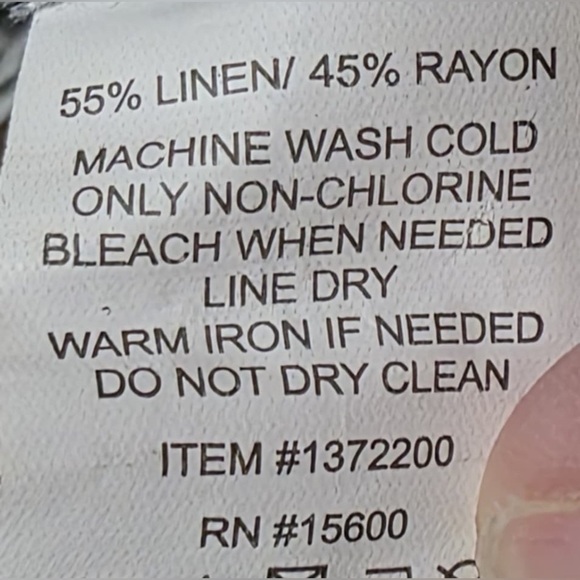 55% LINEN/ 45% RAYON
MACHINE WASH COLD
ONLY NON-CHLORINE
BLEACH WHEN NEEDED
LINE DRY
WARM IRON IF NEEDED
DO NOT DRY CLEAN
ITEM #1372200
RN #15600